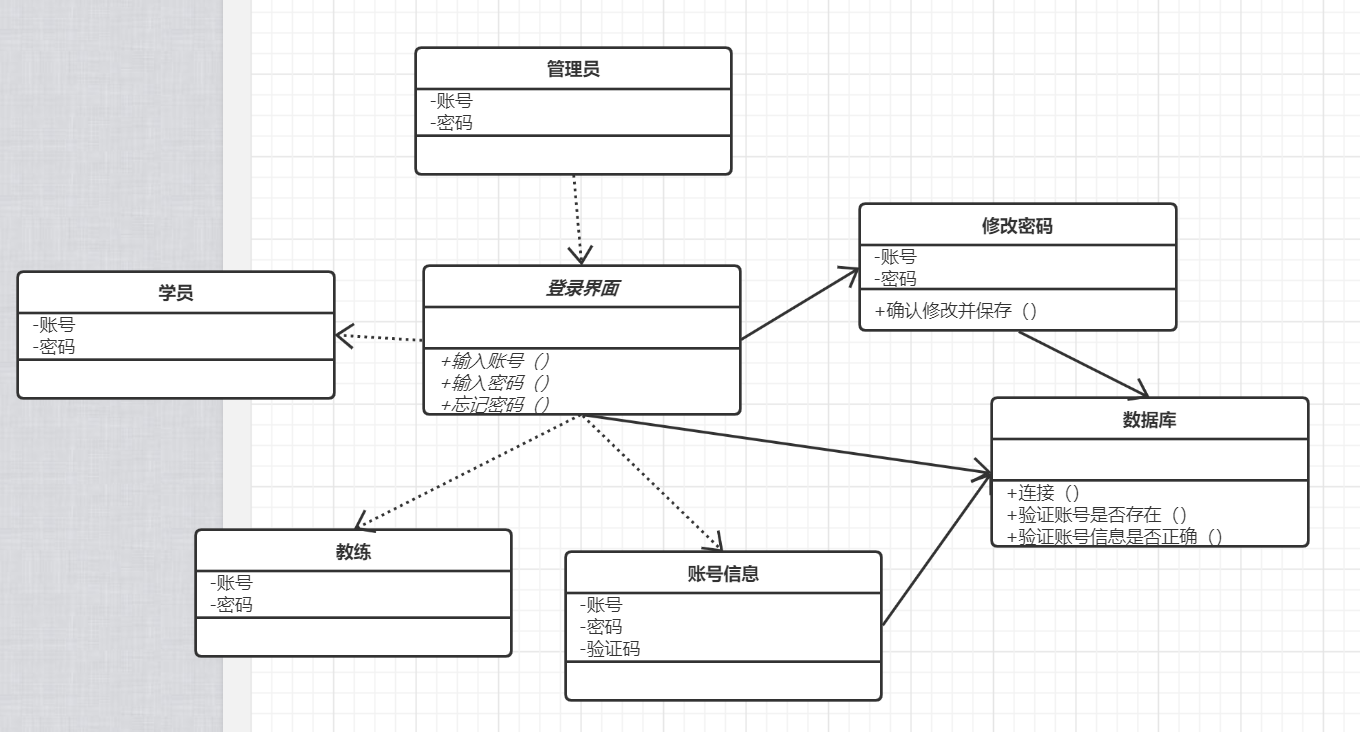 管理员
-账号
-密码
修改密码
-账号
-密码
+确认修改并保存（）
学员
-账号
-密码
登录界面
+输入账号（）
+输入密码（）
+忘记密码（）
数据库
+连接（）
+验证账号是否存在（）
+验证账号信息是否正确（）
教练
-账号
-密码
账号信息
-账号
-密码
-验证码